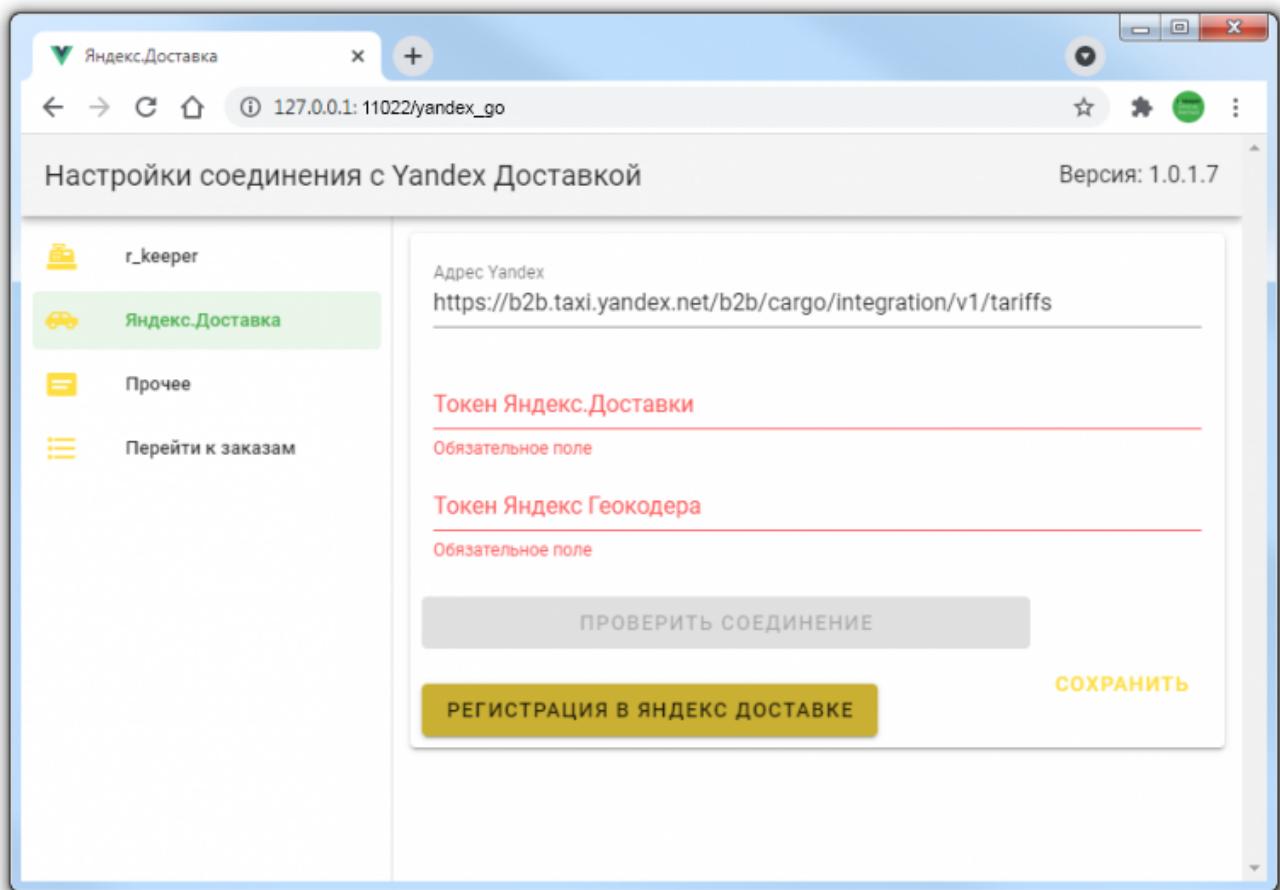 Яндекс.Доставка
127.0.0.1: 11022/yandex_go
Настройки соединения с Yandex Доставкой
Версия: 1.0.1.7
r_keeper
Яндекс.Доставка
Прочее
Перейти к заказам
Адрес Yandex
https://b2b.taxi.yandex.net/b2b/cargo/integration/v1/tariffs
Токен Яндекс.Доставки
Обязательное поле
Токен Яндекс Геокодера
Обязательное поле
ПРОВЕРИТЬ СОЕДИНЕНИЕ
СОХРАНИТЬ
РЕГИСТРАЦИЯ В ЯНДЕКС ДОСТАВКЕ